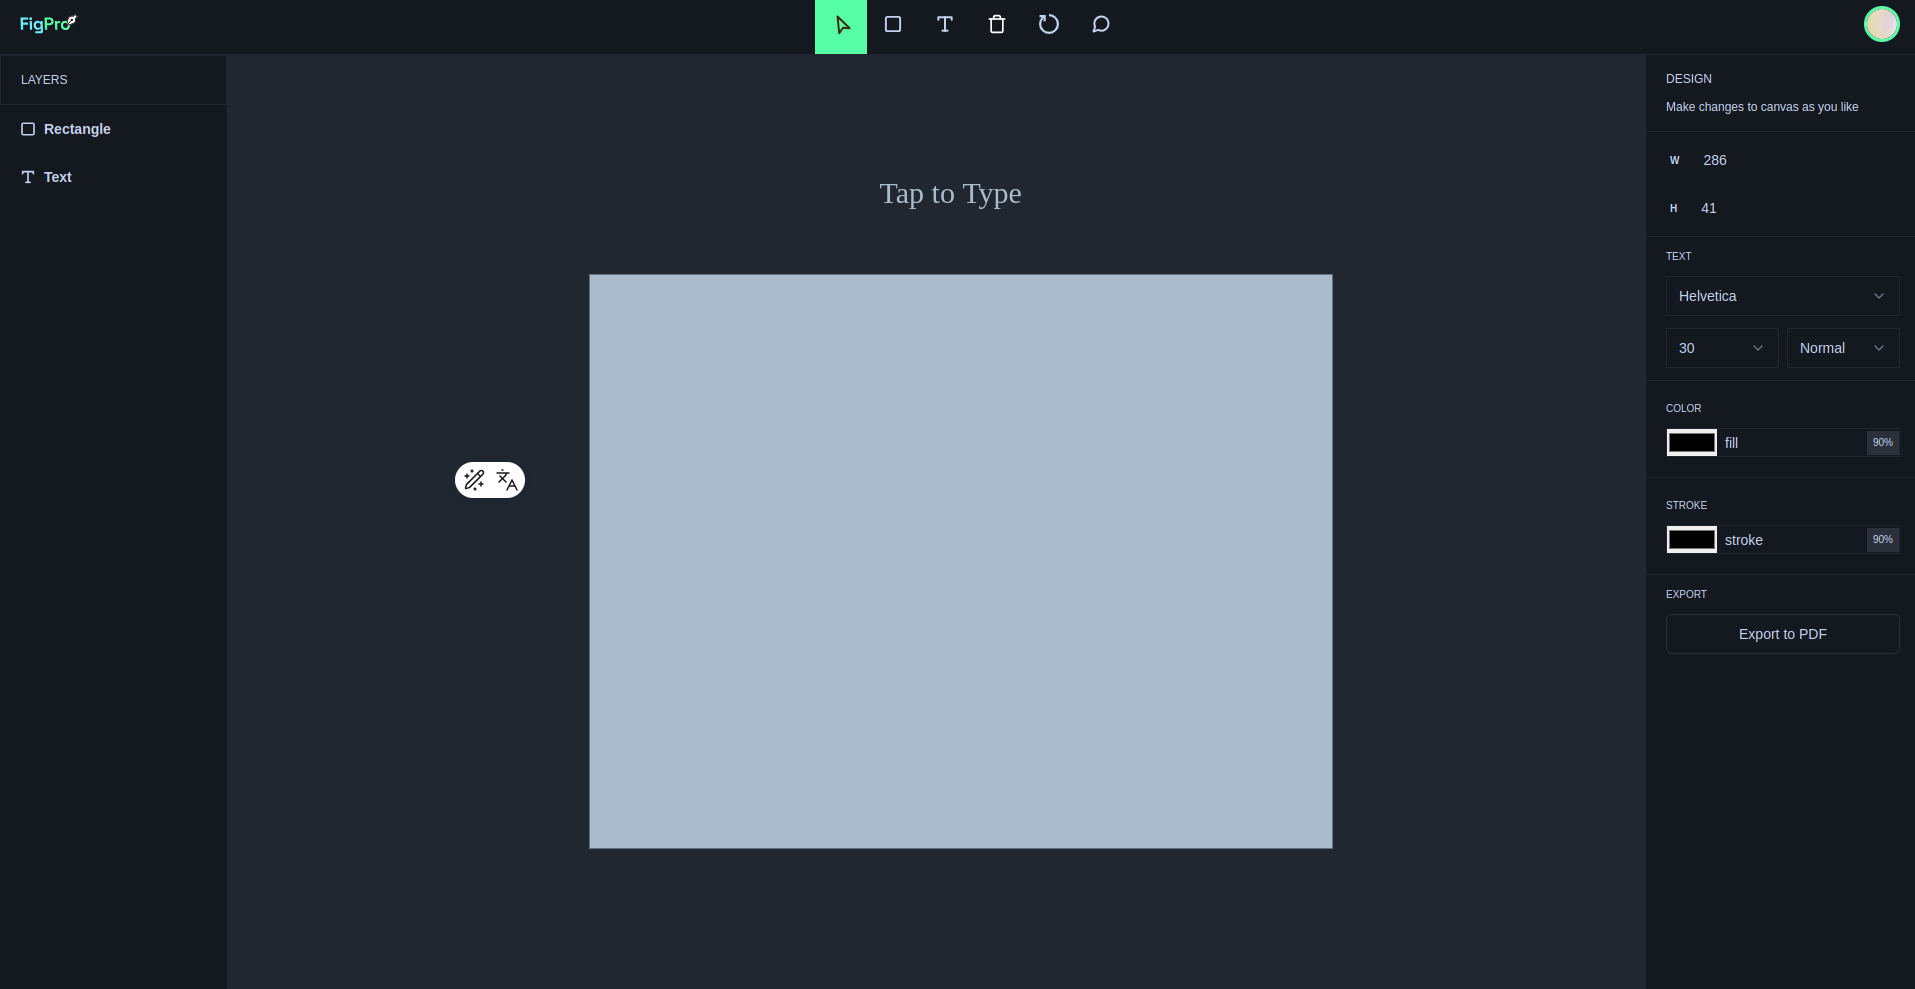 FigPro
LAYERS
Rectangle
Text
Tap to Type
DESIGN
Make changes to canvas as you like
W 286
H 41
TEXT
Helvetica
30 Normal
COLOR
fill 90%
STROKE
stroke 90%
EXPORT
Export to PDF